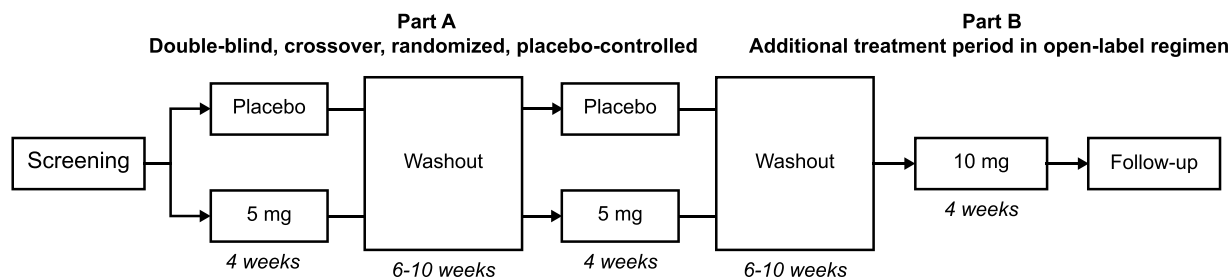 Part A
Double-blind, crossover, randomized, placebo-controlled
Part B
Additional treatment period in open-label regimen
Screening
Placebo
5 mg
4 weeks
Washout
6-10 weeks
Placebo
5 mg
4 weeks
Washout
6-10 weeks
10 mg
4 weeks
Follow-up